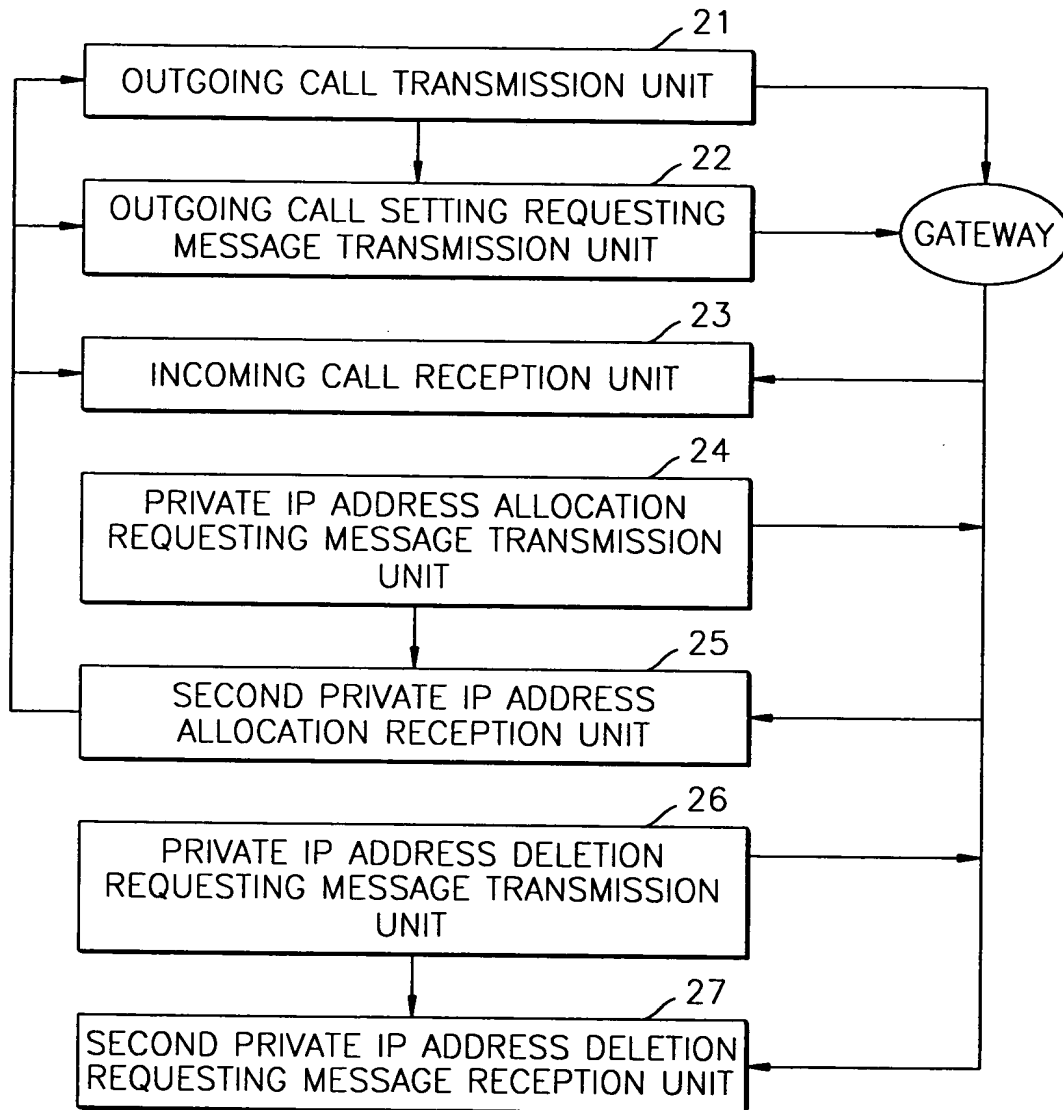 21
OUTGOING CALL TRANSMISSION UNIT
22
OUTGOING CALL SETTING REQUESTING
MESSAGE TRANSMISSION UNIT
GATEWAY
23
INCOMING CALL RECEPTION UNIT
24
PRIVATE IP ADDRESS ALLOCATION
REQUESTING MESSAGE TRANSMISSION
UNIT
25
SECOND PRIVATE IP ADDRESS
ALLOCATION RECEPTION UNIT
26
PRIVATE IP ADDRESS DELETION
REQUESTING MESSAGE TRANSMISSION
UNIT
27
SECOND PRIVATE IP ADDRESS DELETION
REQUESTING MESSAGE RECEPTION UNIT